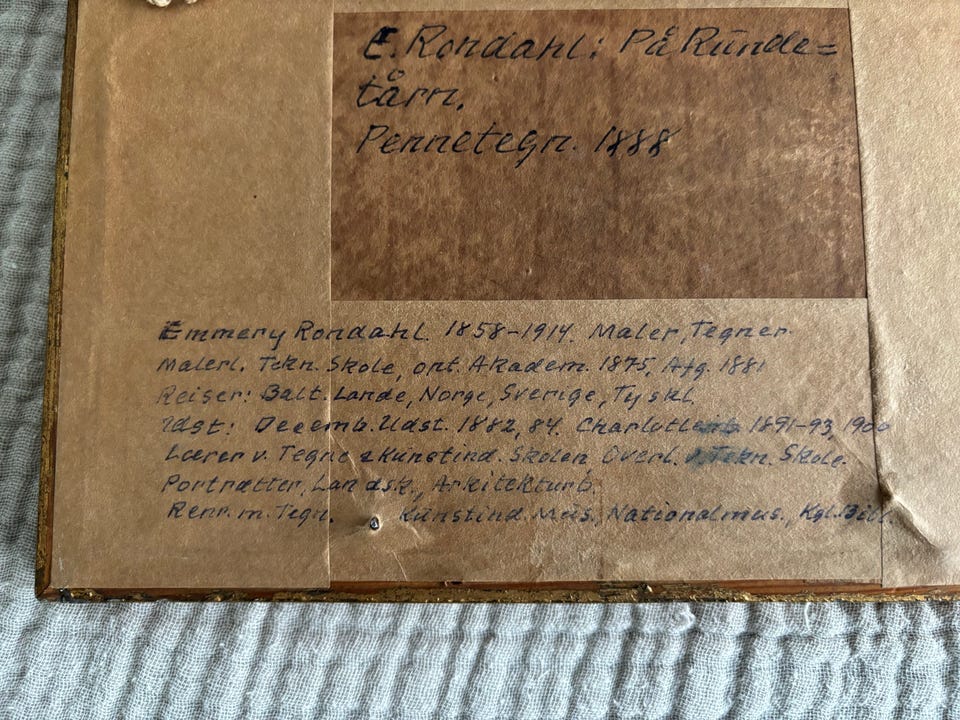 E. Rondahl: På Runde=
tårn.
Pennetegn. 1888
Emmery Rondahl. 1858-1914. Maler, Tegner.
Malerl. Tekn. Skole, opt. Akadem. 1875, Afg. 1881
Reiser: Balt. Lande, Norge, Sverige, Tyskl.
Udst: Decemb. Udst. 1882, 84. Charlottenb 1891-93, 1900
Lærer v. Tegne & Kunstind. Skolen Overl. v. Tekn. Skole.
Portrætter, Landsk., Arkitekturb.
Repr. m. Tegn. Kunstind. Mus., Nationalmus., Kgl. Bibl.